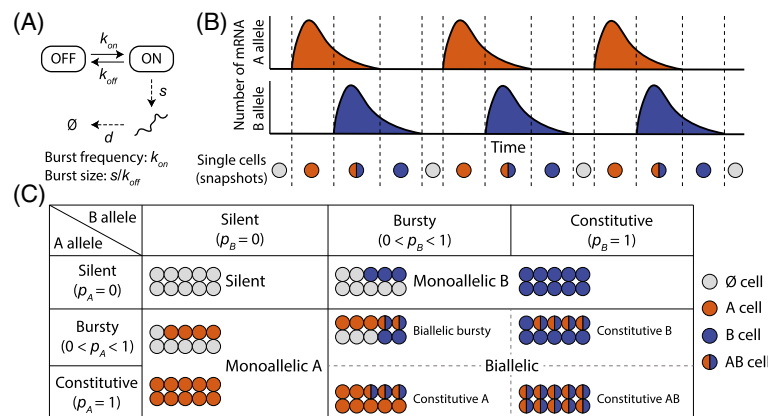 (A)
k_on
OFF
ON
k_off
s
Ø
d
Burst frequency: k_on
Burst size: s/k_off
(B)
Number of mRNA
A allele
B allele
Time
Single cells
(snapshots)
(C)
B allele
A allele
Silent
(p_B = 0)
Bursty
(0 < p_B < 1)
Constitutive
(p_B = 1)
Silent
(p_A = 0)
Silent
Monoallelic B
Bursty
(0 < p_A < 1)
Biallelic bursty
Constitutive B
Monoallelic A
Biallelic
Constitutive
(p_A = 1)
Constitutive A
Constitutive AB
Ø cell
A cell
B cell
AB cell